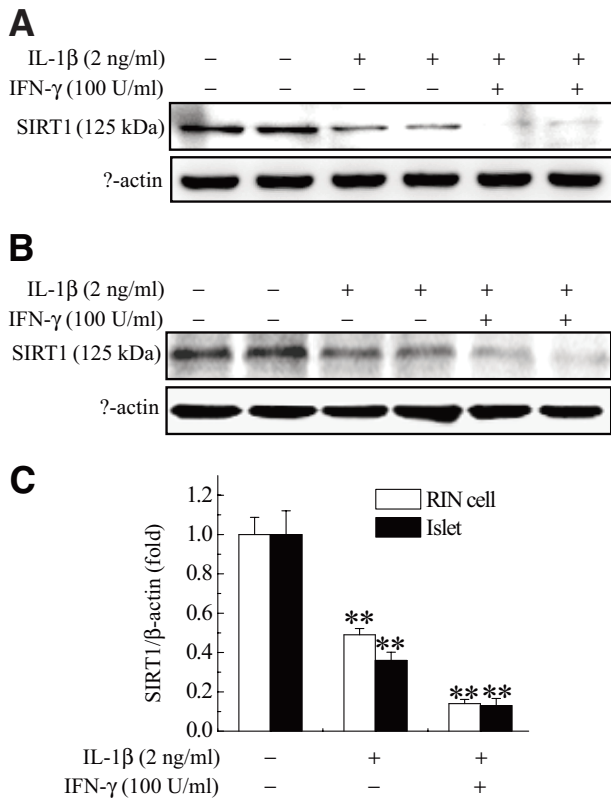 A
IL-1β (2 ng/ml) – – + + + +
IFN-γ (100 U/ml) – – – – + +
SIRT1 (125 kDa)
?-actin
B
IL-1β (2 ng/ml) – – + + + +
IFN-γ (100 U/ml) – – – – + +
SIRT1 (125 kDa)
?-actin
C
SIRT1/β-actin (fold)
1.2
1.0
0.8
0.6
0.4
0.2
0.0
RIN cell
Islet
** **
** **
IL-1β (2 ng/ml) – + +
IFN-γ (100 U/ml) – – +